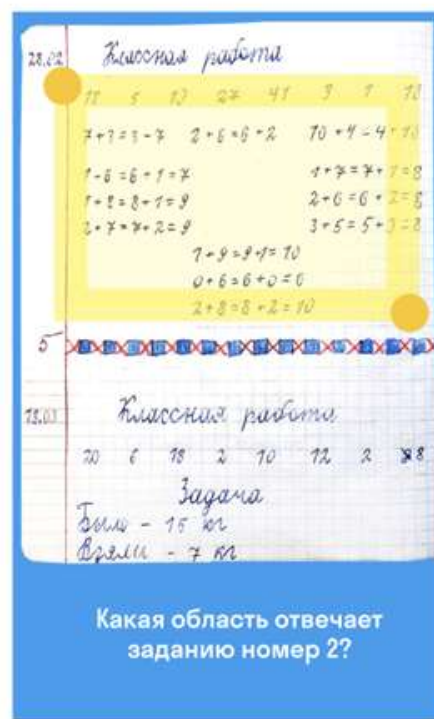 28.02 Классная работа
18 5 13 27 41 3 1 10
7+3=3+7 2+6=6+2 10+4=4+10
1+6=6+1=7 1+7=7+1=8
1+8=8+1=9 2+6=6+2=8
2+7=7+2=9 3+5=5+3=8
1+9=9+1=10
0+6=6+0=6
2+8=8+2=10
5
13.03 Классная работа
20 6 18 2 10 12 2 8
Задача
Было - 15 кг
Взяли - 7 кг
Какая область отвечает
заданию номер 2?